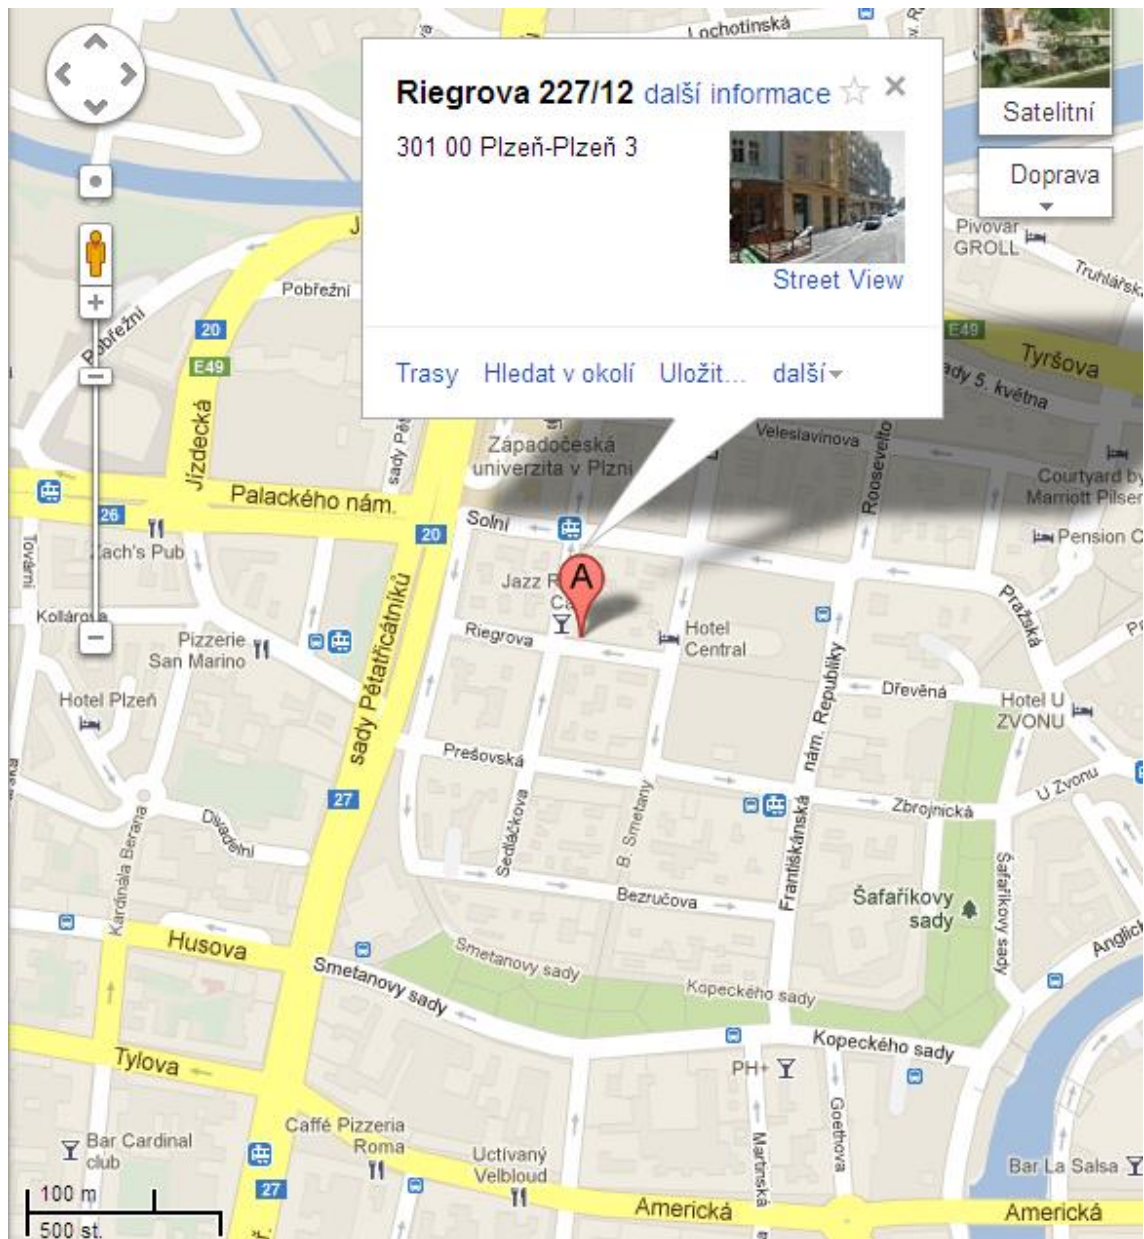 Lochotínská
Riegrova 227/12 další informace
301 00 Plzeň-Plzeň 3
Street View
Trasy Hledat v okolí Uložit... další
Satelitní
Doprava
Pivovar
GROLL
Truhlářsk
Pobřežní
Pobřežní
20
E49
E49
Tyršova
ady 5. května
Jízdecká
sady Pět
Západočeská
univerzita v Plzni
Veleslavínova
Roosevelto
Courtyard by
Marriott Pilsen
Palackého nám.
26
20
Solní
Pension C
Zach's Pub
Tovární
Jazz R
Ca
A
Pražská
Kollárova
Pizzerie
San Marino
sady Pětatřicátníků
Riegrova
Hotel
Central
nám. Republiky
Dřevěná
Hotel Plzeň
Hotel U
ZVONU
Prešovská
27
U Zvonu
Zbrojnická
Divadelní
Kardinála Berana
Sedláčkova
B. Smetany
Františkánská
Bezručova
Šafaříkovy
sady
Šafaříkovy sady
Anglick
Husova
Smetanovy sady
Smetanovy sady
Kopeckého sady
Kopeckého sady
Tylova
PH+
Goethova
Martinská
Caffé Pizzeria
Roma
Bar Cardinal
club
Uctívaný
Velbloud
Bar La Salsa
27
100 m
500 st.
Americká
Americká